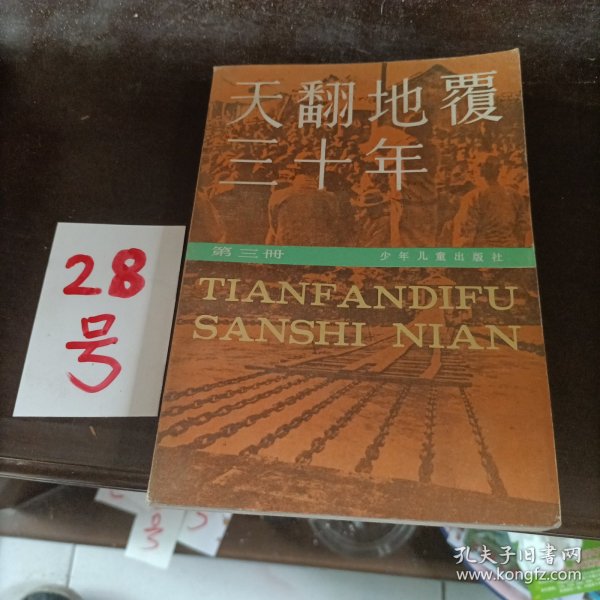 天翻地覆
三十年
第三冊
少年儿童出版社
TIANFANDIFU
SANSHI NIAN
28
号
孔夫子旧书网
www.kongfz.com